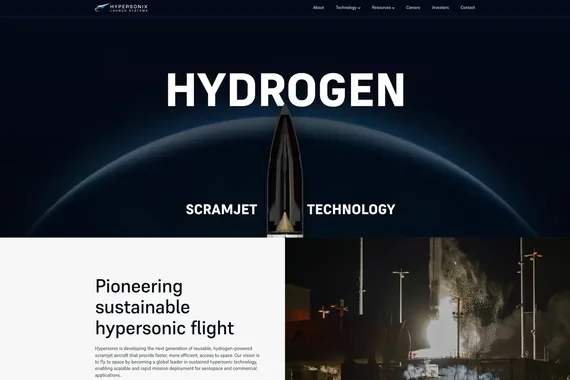 HYPERSONIX
LAUNCH SYSTEMS
About Technology Resources Careers Investors Contact
HYDROGEN
SCRAMJET TECHNOLOGY
Pioneering
sustainable
hypersonic flight
Hypersonix is developing the next generation of reusable, hydrogen-powered
scramjet aircraft that provide faster, more efficient, access to space. Our vision is
to fly to space by becoming a global leader in sustained hypersonic technology,
enabling scalable and rapid mission deployment for aerospace and commercial
applications.